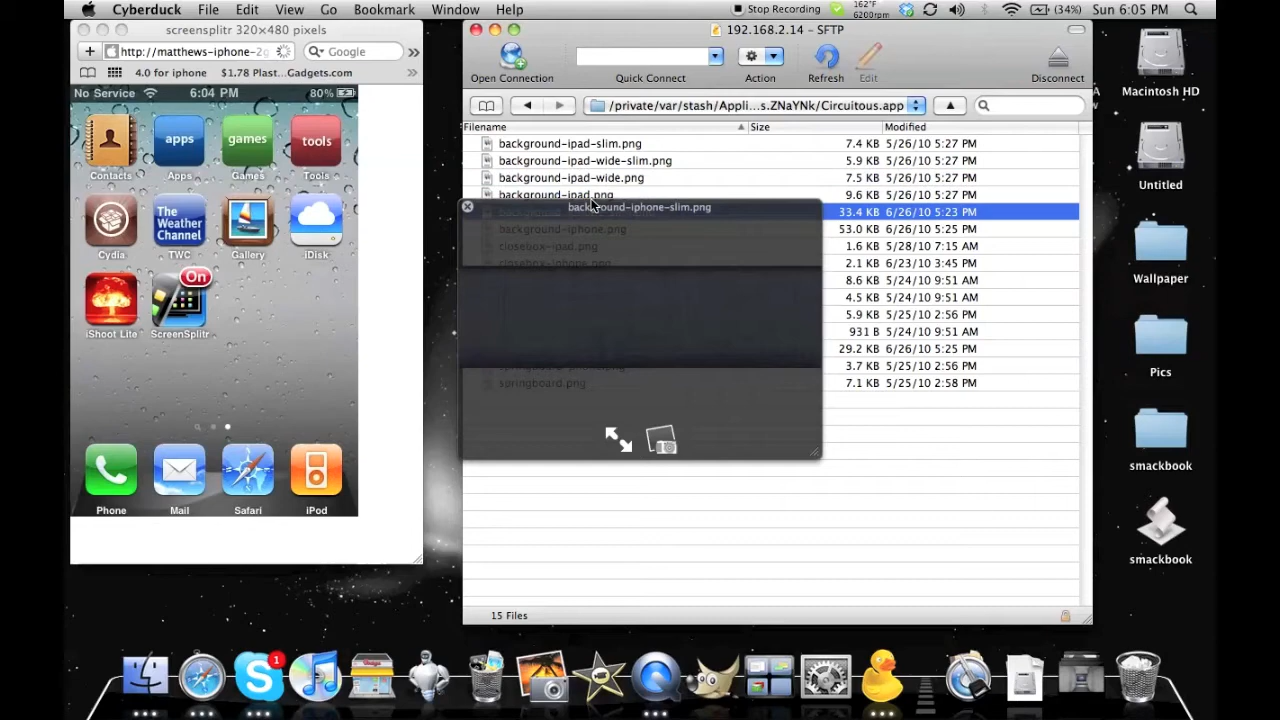 Cyberduck File Edit View Go Bookmark Window Help
Stop Recording
162°F
6200rpm
(34%)
Sun 6:05 PM
screensplitr 320×480 pixels
http://matthews-iphone-2g
Google
4.0 for iphone
$1.78 Plast...Gadgets.com
No Service
6:04 PM
80%
apps
games
tools
Contacts
Apps
Games
Tools
The
Weather
Channel
Cydia
TWC
Gallery
iDisk
On
iShoot Lite
ScreenSplitr
Phone
Mail
Safari
iPod
192.168.2.14 – SFTP
Open Connection
Quick Connect
Action
Refresh
Edit
Disconnect
/private/var/stash/Appli...s.ZNaYNk/Circuitous.app
Filename Size Modified
background-ipad-slim.png 7.4 KB 5/26/10 5:27 PM
background-ipad-wide-slim.png 5.9 KB 5/26/10 5:27 PM
background-ipad-wide.png 7.5 KB 5/26/10 5:27 PM
background-ipad.png 9.6 KB 5/26/10 5:27 PM
background-iphone-slim.png
33.4 KB 6/26/10 5:23 PM
background-iphone.png 53.0 KB 6/26/10 5:25 PM
closebox-ipad.png 1.6 KB 5/28/10 7:15 AM
closebox-iphone.png 2.1 KB 6/23/10 3:45 PM
8.6 KB 5/24/10 9:51 AM
4.5 KB 5/24/10 9:51 AM
5.9 KB 5/25/10 2:56 PM
931 B 5/24/10 9:51 AM
29.2 KB 6/26/10 5:25 PM
3.7 KB 5/25/10 2:56 PM
springboard.png 7.1 KB 5/25/10 2:58 PM
15 Files
Macintosh HD
Untitled
Wallpaper
Pics
smackbook
smackbook
1